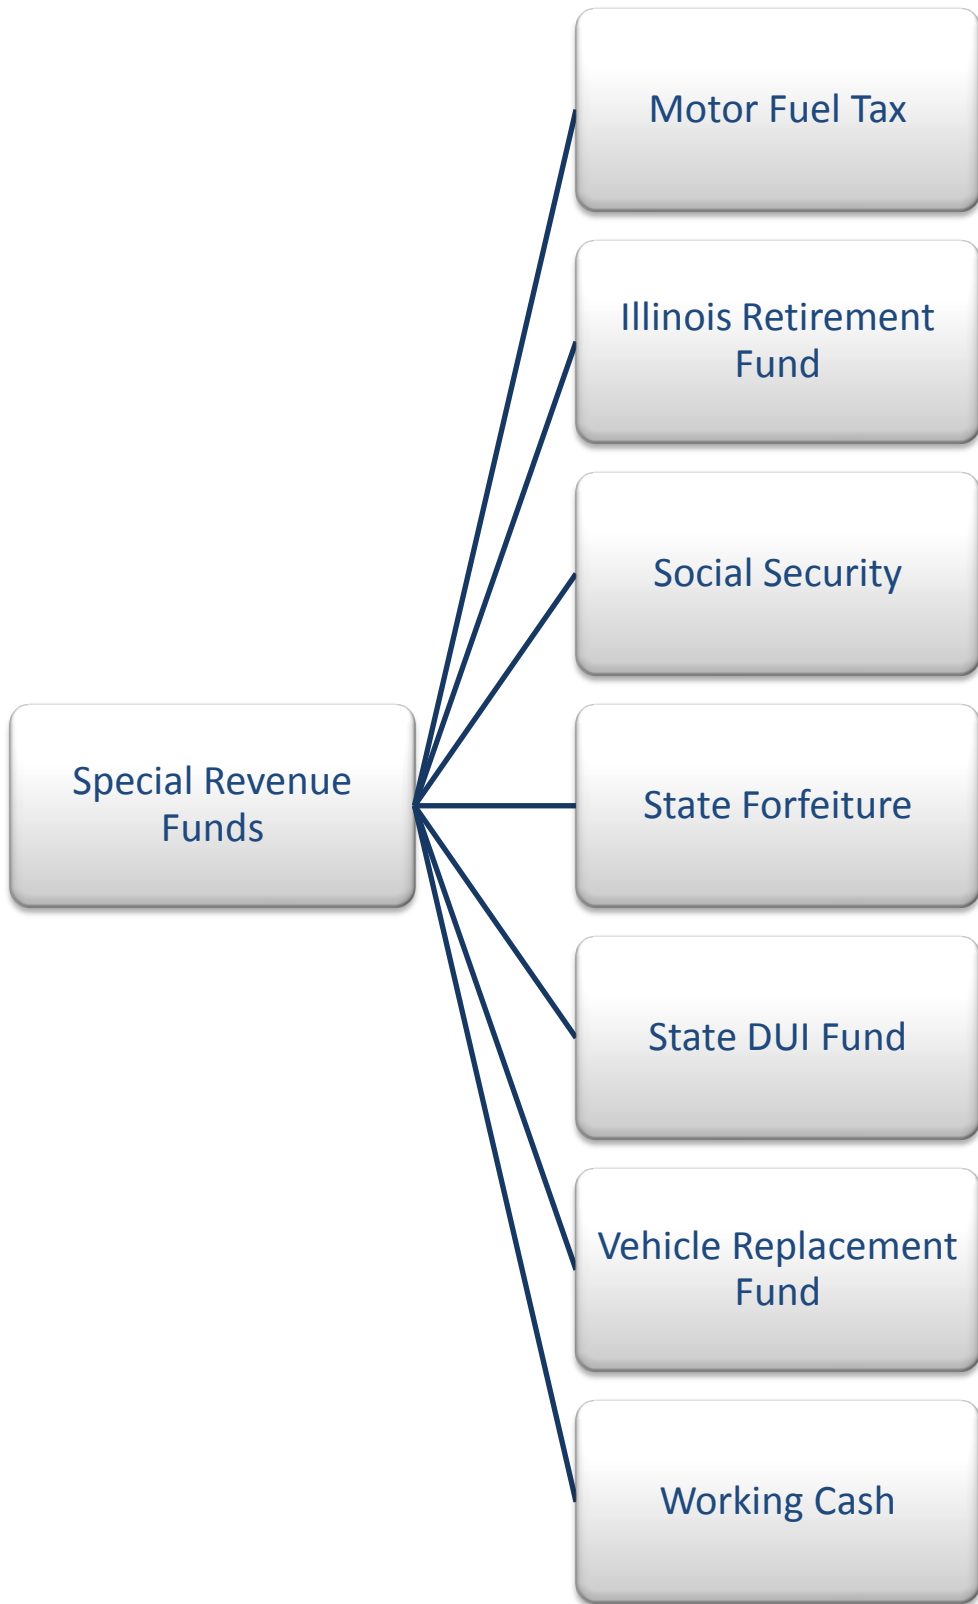 Motor Fuel Tax
Illinois Retirement
Fund
Social Security
Special Revenue
Funds
State Forfeiture
State DUI Fund
Vehicle Replacement
Fund
Working Cash